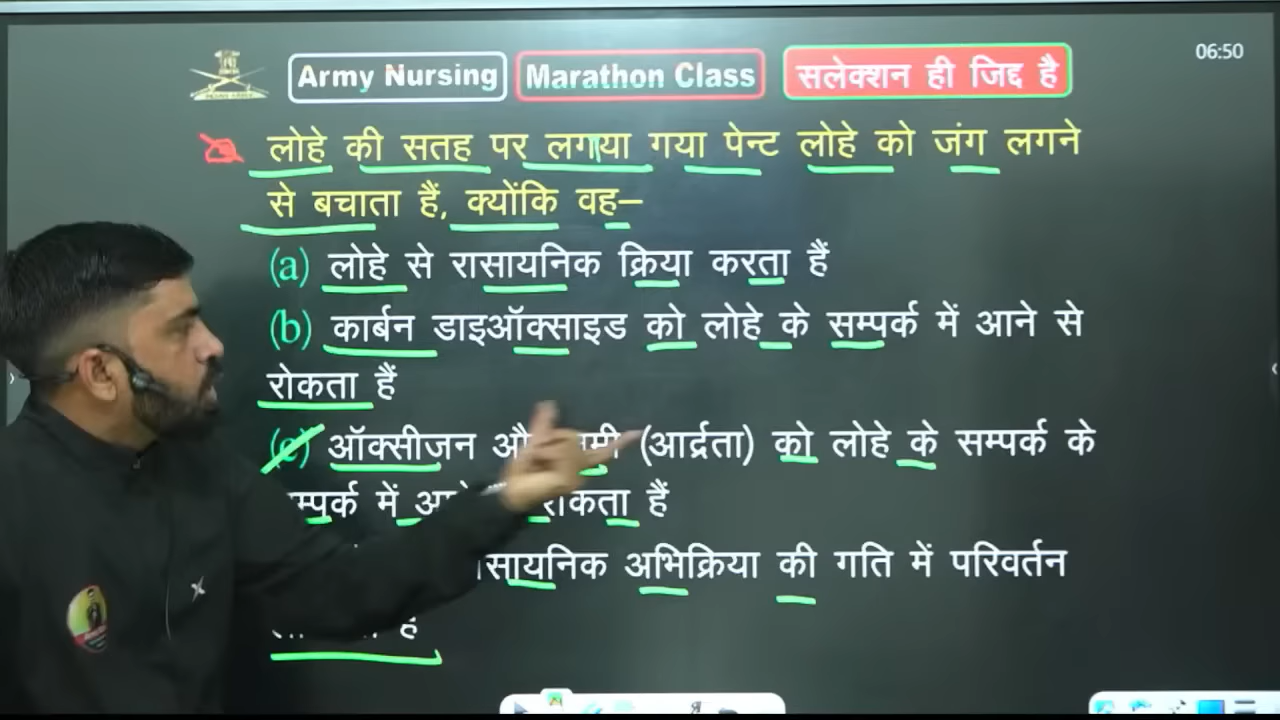 06:50
Army Nursing Marathon Class सलेक्शन ही जिद्द है
लोहे की सतह पर लगाया गया पेन्ट लोहे को जंग लगने
से बचाता हैं, क्योंकि वह–
(a) लोहे से रासायनिक क्रिया करता हैं
(b) कार्बन डाइऑक्साइड को लोहे के सम्पर्क में आने से
रोकता हैं
(c) ऑक्सीजन (आर्द्रता) को लोहे के सम्पर्क के
में रोकता हैं
अभिक्रिया की गति में परिवर्तन